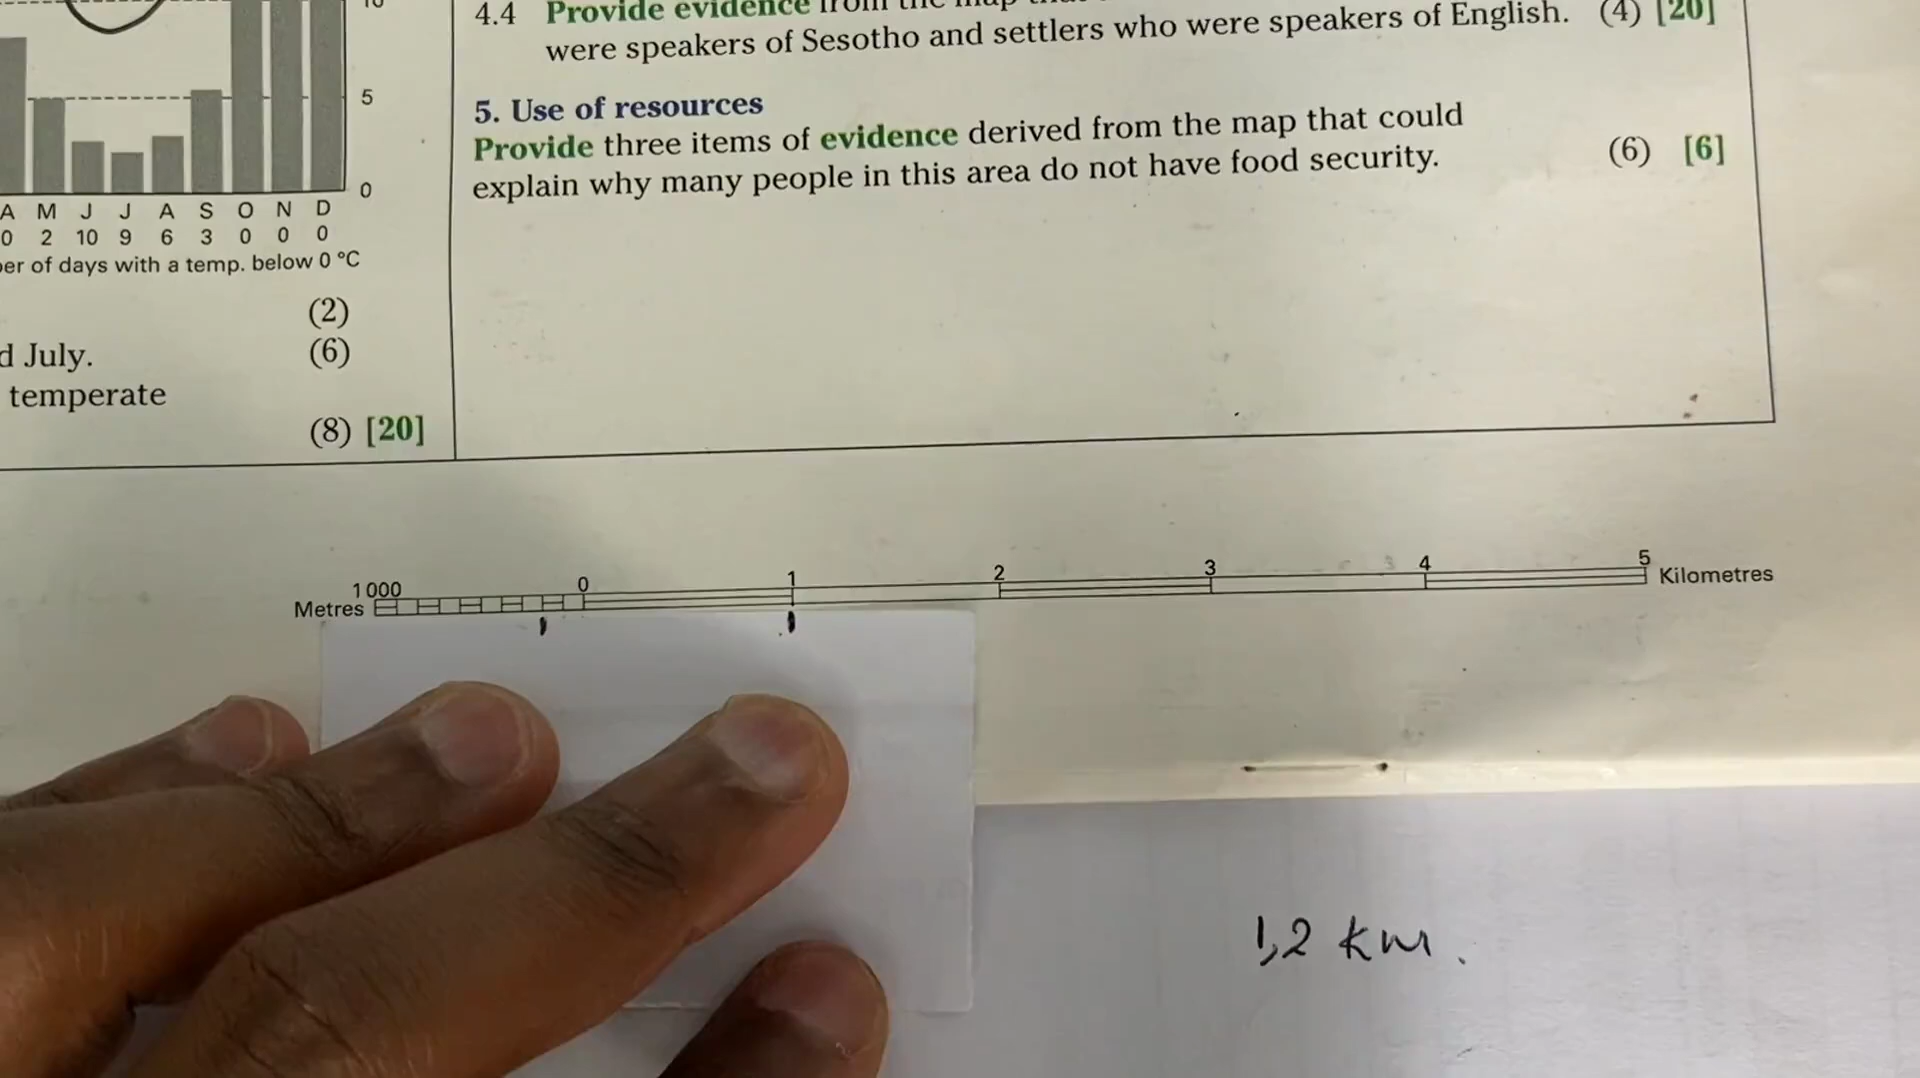 10
5
0
A M J J A S O N D
0 2 10 9 6 3 0 0 0
er of days with a temp. below 0 °C
(2)
d July. (6)
temperate
(8) [20]
4.4 Provide evidence from the map
were speakers of Sesotho and settlers who were speakers of English. (4) [20]
5. Use of resources
Provide three items of evidence derived from the map that could
explain why many people in this area do not have food security. (6) [6]
1 000 0 1 2 3 4 5
Metres Kilometres
1,2 km.